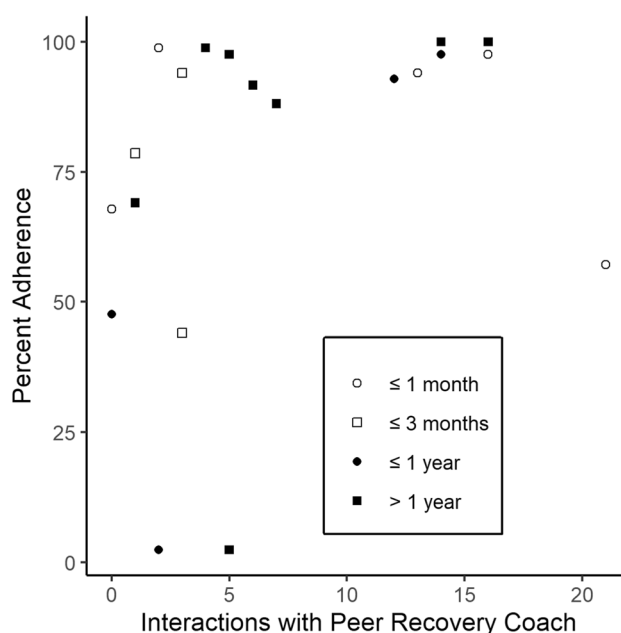 100
75
50
25
0
Percent Adherence
≤ 1 month
≤ 3 months
≤ 1 year
> 1 year
0 5 10 15 20
Interactions with Peer Recovery Coach